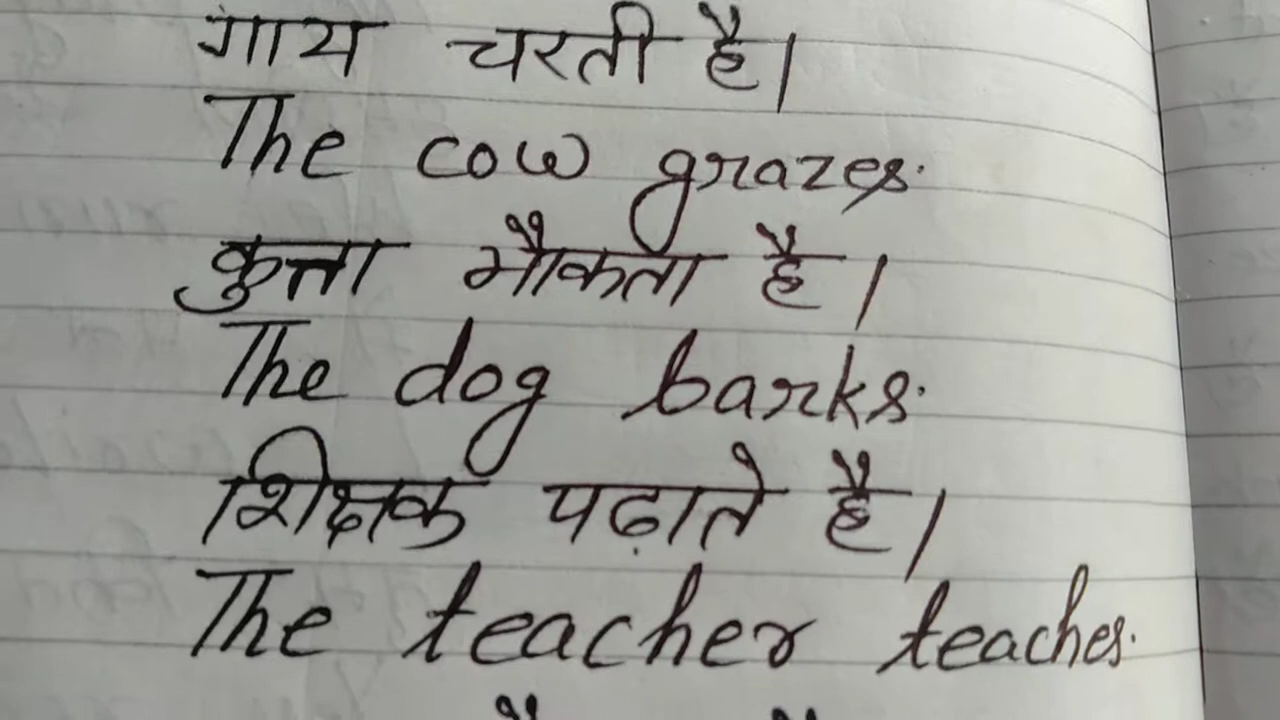 गाय चरती है।
The cow grazes.
कुत्ता भौकता है।
The dog barks.
शिक्षक पढ़ाते है।
The teacher teaches.